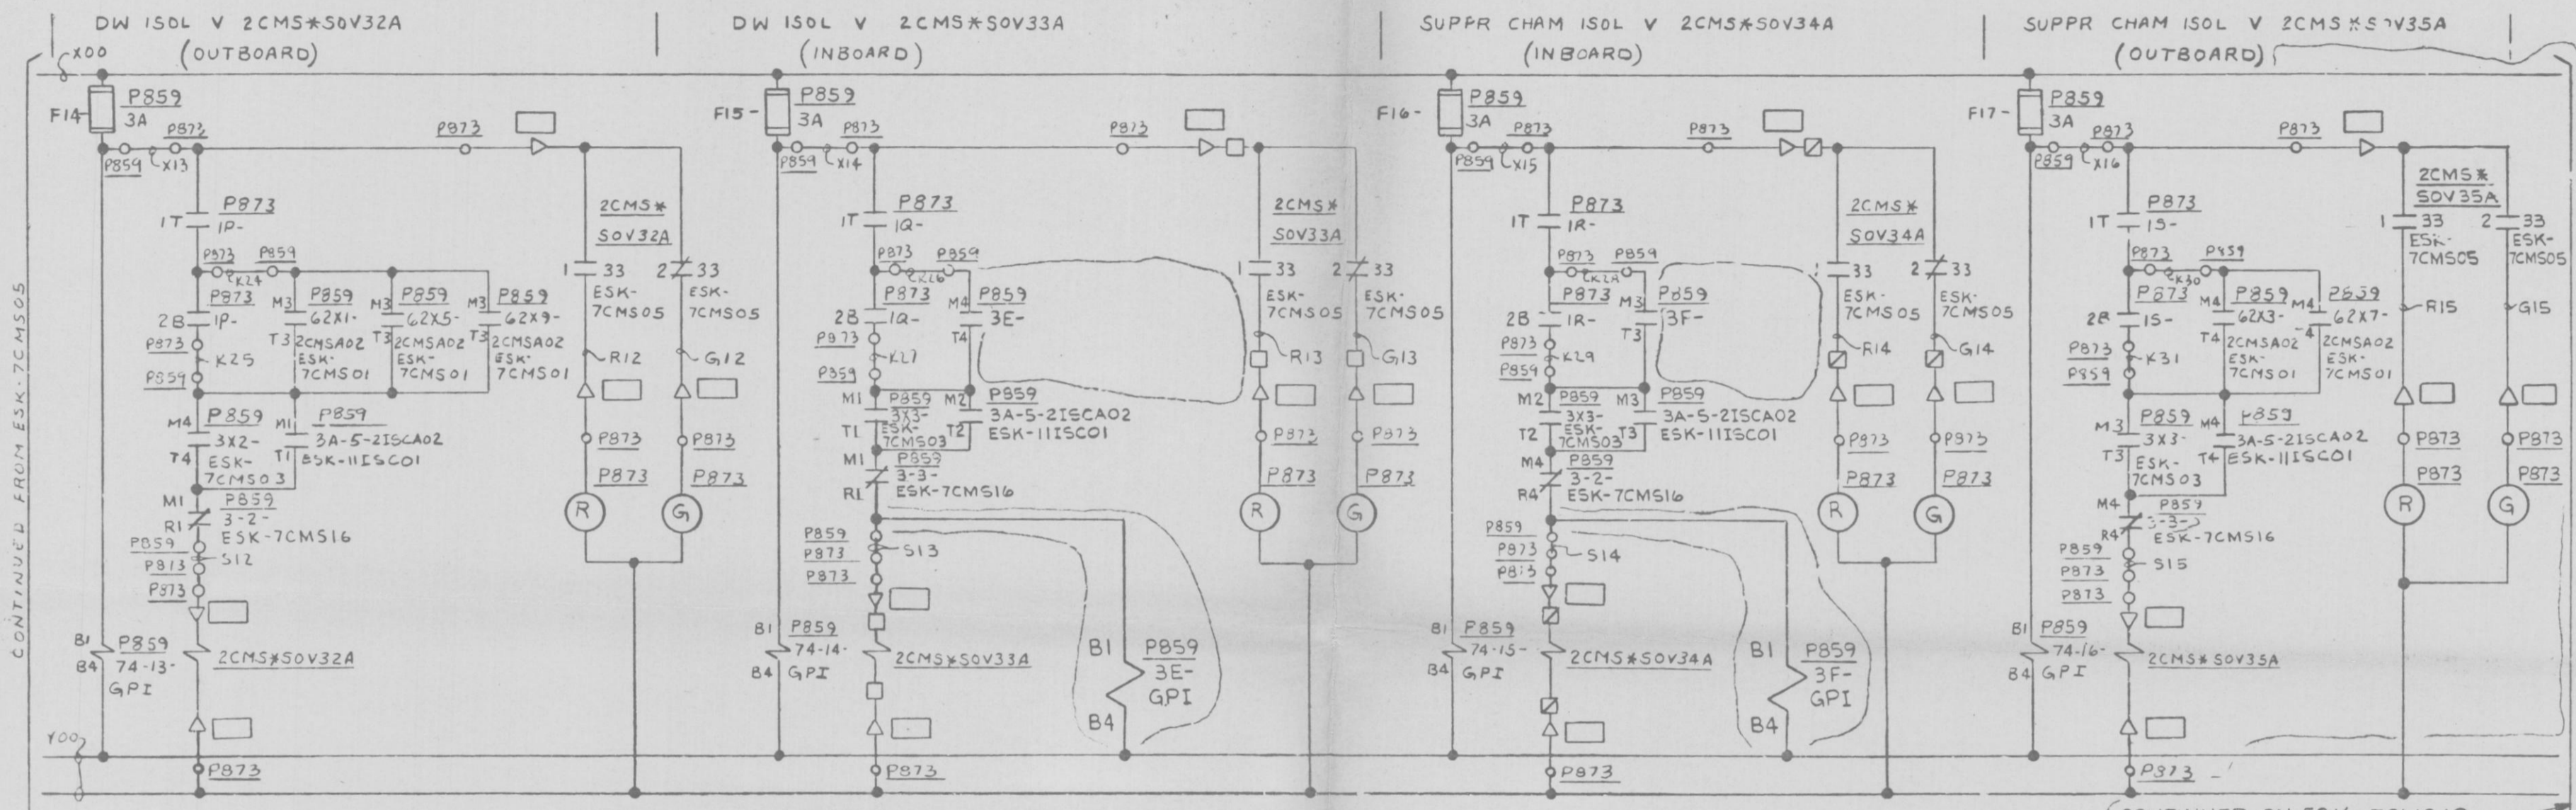 CONTINUED FROM ESK-7CMS05
DW ISOL V 2CMS*SOV32A
(OUTBOARD)
X00
F14
P859
3A
P873
P859
X13
P873
1T
P873
1P-
P873
P859
K24
P873
2B
1P-
P873
K25
P859
M3
P859
62X1-
T3
2CMSA02
ESK-
7CMS01
M3
P859
62X5-
T3
2CMSA02
ESK-
7CMS01
M3
P859
62X9-
T3
2CMSA02
ESK-
7CMS01
M4
P859
3X2-
T4
ESK-
7CMS03
M1
P859
3A-5-2ISCA02
T1
ESK-11ISC01
M1
P859
R1
3-2-
ESK-7CMS16
P859
S12
P873
P873
2CMS*SOV32A
B1
P859
B4
74-13-
GPI
Y00
P873
2CMS*
SOV32A
1
33
ESK-
7CMS05
2
33
ESK-
7CMS05
R12
G12
P873
P873
P873
P873
R
G
DW ISOL V 2CMS*SOV33A
(INBOARD)
F15-
P859
3A
P873
P859
X14
P873
1T
P873
1Q-
P873
P859
K26
P873
2B
1Q-
P873
K27
P859
M4
P859
3E-
T4
M1
P859
3X3-
T1
ESK-
7CMS03
M2
P859
3A-5-2ISCA02
T2
ESK-11ISC01
M1
P859
3-3-
R1
ESK-7CMS16
P859
S13
P873
P873
2CMS*SOV33A
B1
P859
74-14-
B4
GPI
B1
P859
3E-
GPI
B4
P873
2CMS*
SOV33A
1
33
ESK-
7CMS05
2
33
ESK-
7CMS05
R13
G13
P873
P873
P873
P873
R
G
SUPPR CHAM ISOL V 2CMS*SOV34A
(INBOARD)
F16-
P859
3A
P873
P859
X15
P873
1T
P873
1R-
P873
P859
P873
2B
1R-
P873
K29
P859
M3
P859
3F-
T3
M2
P859
3X3-
T2
ESK-
7CMS03
M3
P859
3A-5-2ISCA02
T3
ESK-11ISC01
M4
P859
3-2-
R4
ESK-7CMS16
P859
P873
S14
P873
2CMS*SOV34A
B1
P859
74-15-
B4
GPI
B1
P859
3F-
GPI
B4
P873
2CMS*
SOV34A
1
33
ESK-
7CMS05
2
33
ESK-
7CMS05
R14
G14
P873
P873
P873
P873
R
G
SUPPR CHAM ISOL V 2CMS*SOV35A
(OUTBOARD)
F17-
P859
3A
P873
P859
X16
P873
1T
P873
1S-
P873
P859
K30
P873
2B
1S-
P873
K31
P859
M4
P859
62X3-
T4
2CMSA02
ESK-
7CMS01
M4
P859
62X7-
2CMSA02
ESK-
7CMS01
M3
P859
3X3-
T3
ESK-
7CMS03
M4
P859
3A-5-2ISCA02
T4
ESK-11ISC01
M4
P859
3-3-
R4
ESK-7CMS16
P859
P873
S15
P873
2CMS*SOV35A
B1
P859
74-16-
B4
GPI
P873
2CMS*
SOV35A
1
33
ESK-
7CMS05
2
33
ESK-
7CMS05
R15
G15
P873
P873
P873
P873
R
G